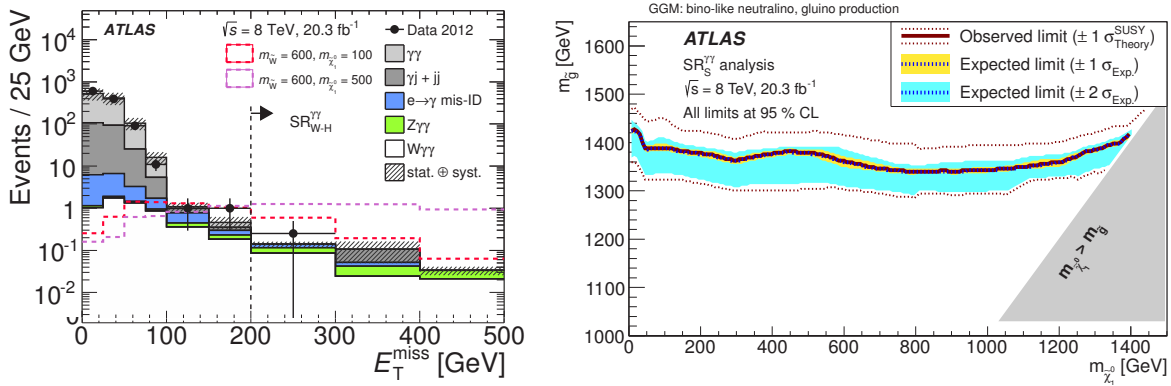 ATLAS
√s = 8 TeV, 20.3 fb⁻¹
m_W̃ = 600, m_χ̃₁⁰ = 100
m_W̃ = 600, m_χ̃₁⁰ = 500
Data 2012
γγ
γj + jj
e→γ mis-ID
Zγγ
Wγγ
stat. ⊕ syst.
SR^γγ_W-H
Events / 25 GeV
10⁴
10³
10²
10
1
10⁻¹
10⁻²
0
0 100 200 300 400 500
E_T^miss [GeV]
GGM: bino-like neutralino, gluino production
ATLAS
SR_S^γγ analysis
√s = 8 TeV, 20.3 fb⁻¹
All limits at 95 % CL
Observed limit (± 1 σ^SUSY_Theory)
Expected limit (± 1 σ_Exp.)
Expected limit (± 2 σ_Exp.)
m_g̃ [GeV]
1600
1500
1400
1300
1200
1100
1000
m_χ̃₁⁰ > m_g̃
0 200 400 600 800 1000 1200 1400
m_χ̃₁⁰ [GeV]